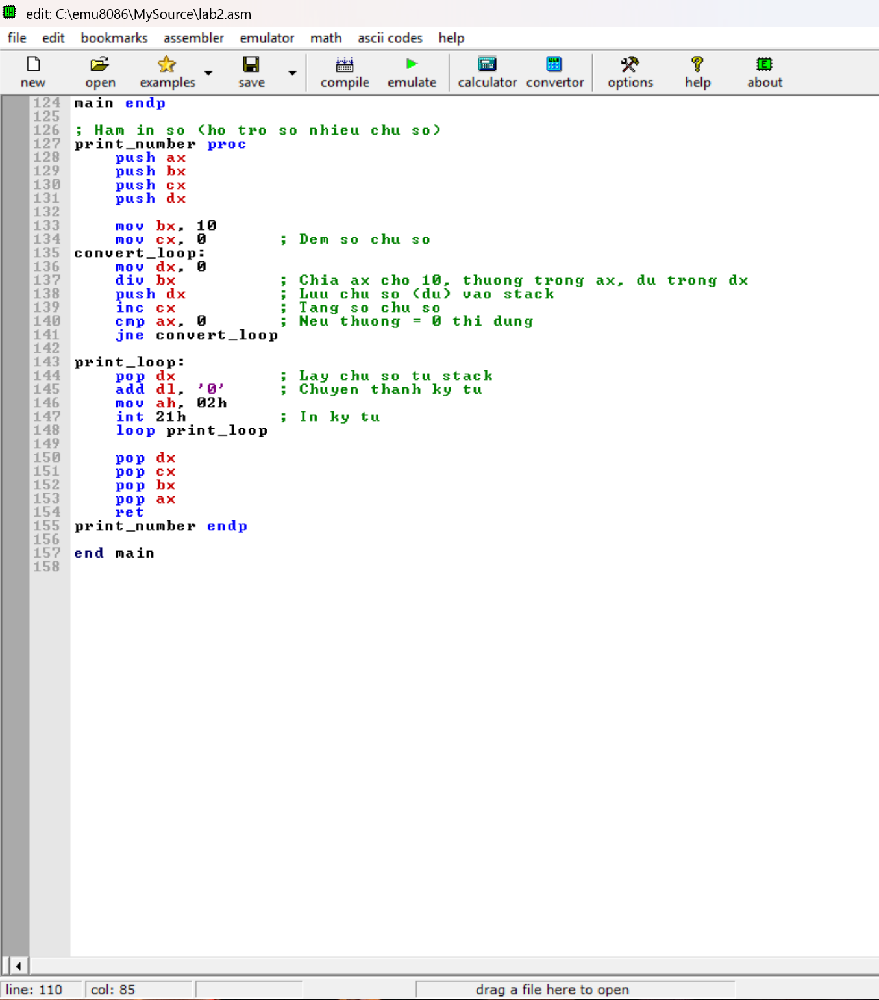 edit: C:\emu8086\MySource\lab2.asm
file edit bookmarks assembler emulator math ascii codes help
new open examples save compile emulate calculator convertor options help about
124 main endp
125
126 ; Ham in so (ho tro so nhieu chu so)
127 print_number proc
128 push ax
129 push bx
130 push cx
131 push dx
132
133 mov bx, 10
134 mov cx, 0 ; Dem so chu so
135 convert_loop:
136 mov dx, 0
137 div bx ; Chia ax cho 10, thuong trong ax, du trong dx
138 push dx ; Luu chu so (du) vao stack
139 inc cx ; Tang so chu so
140 cmp ax, 0 ; Neu thuong = 0 thi dung
141 jne convert_loop
142
143 print_loop:
144 pop dx ; Lay chu so tu stack
145 add dl, '0' ; Chuyen thanh ky tu
146 mov ah, 02h
147 int 21h ; In ky tu
148 loop print_loop
149
150 pop dx
151 pop cx
152 pop bx
153 pop ax
154 ret
155 print_number endp
156
157 end main
158
line: 110 col: 85 drag a file here to open